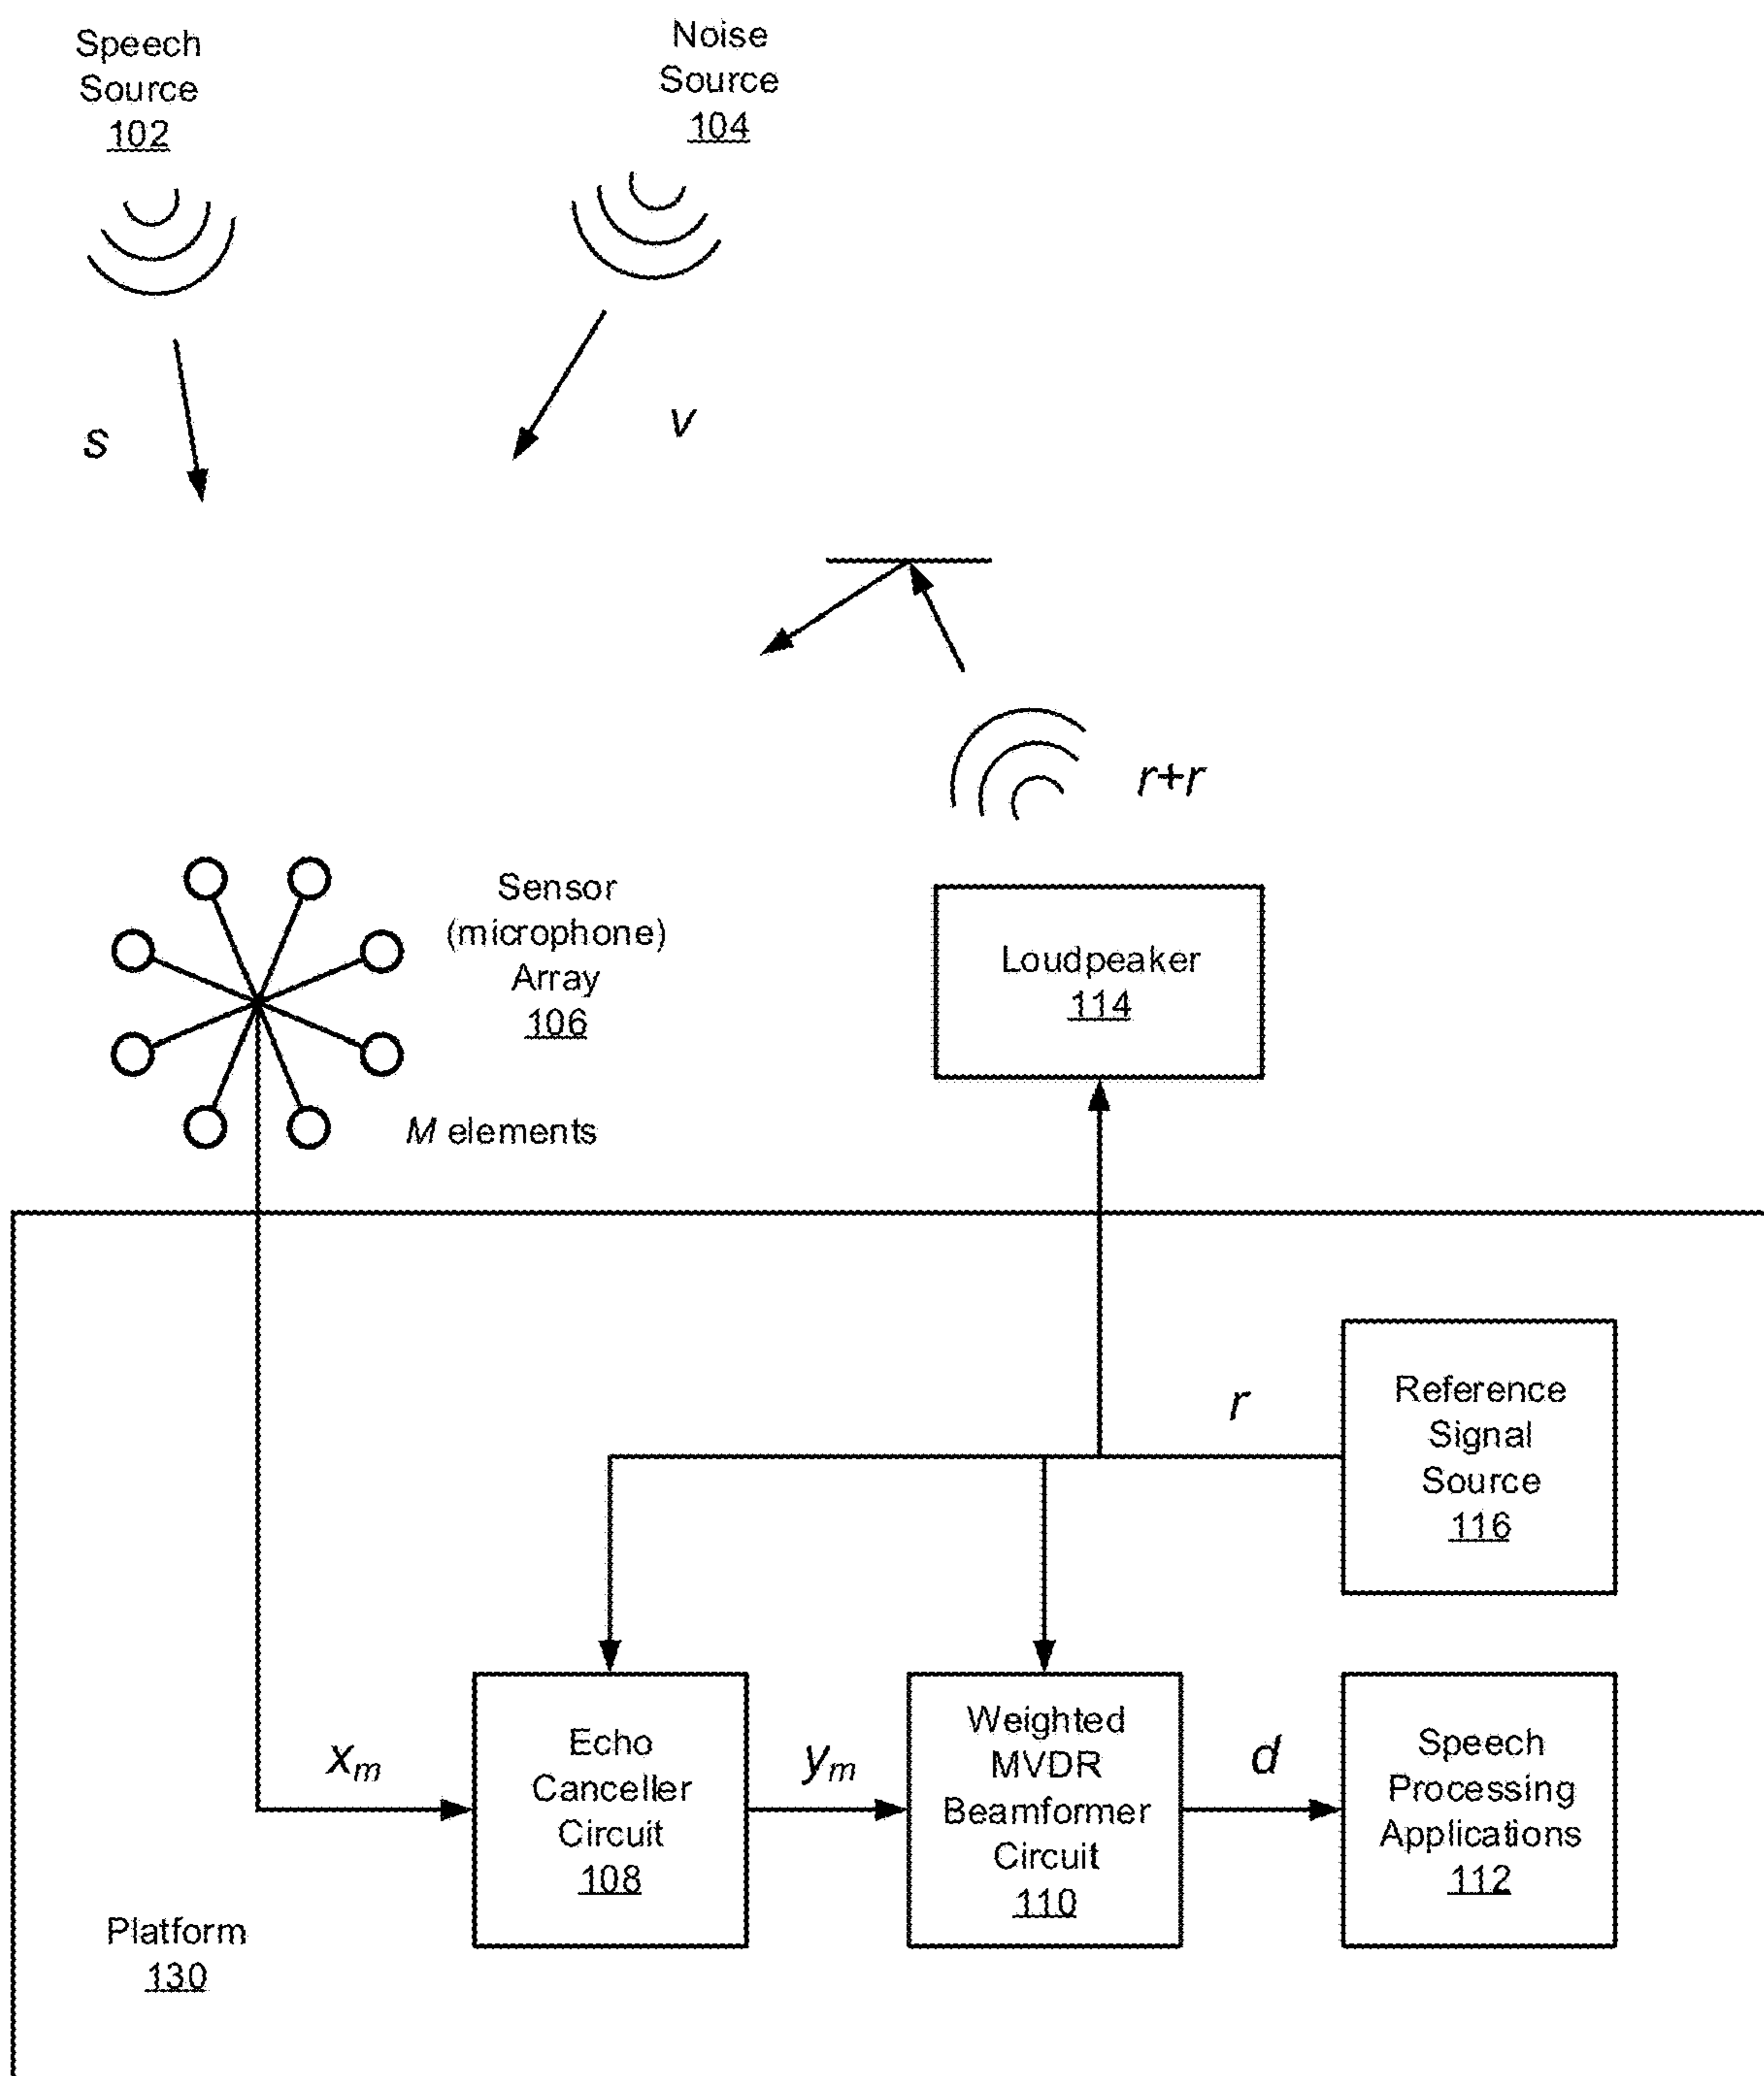 Speech
Source
102
Noise
Source
104
s
v
r+r
Sensor
(microphone)
Array
106
M elements
Loudpeaker
114
r
Reference
Signal
Source
116
xm
Echo
Canceller
Circuit
108
ym
Weighted
MVDR
Beamformer
Circuit
110
d
Speech
Processing
Applications
112
Platform
130